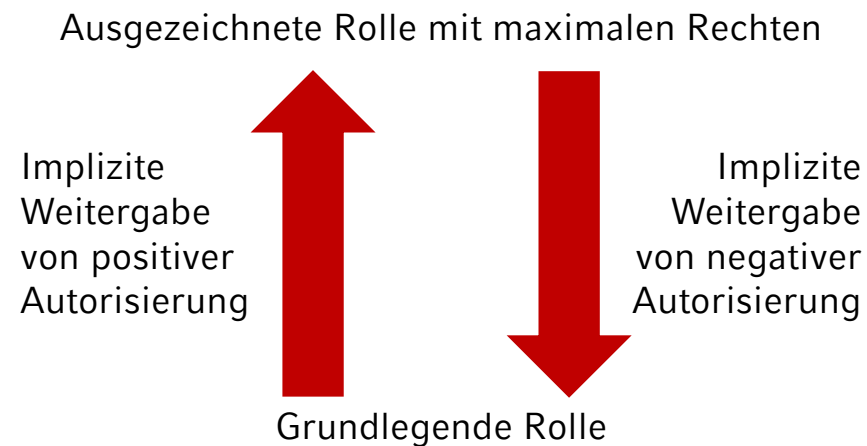 Ausgezeichnete Rolle mit maximalen Rechten
Implizite
Weitergabe
von positiver
Autorisierung
Implizite
Weitergabe
von negativer
Autorisierung
Grundlegende Rolle